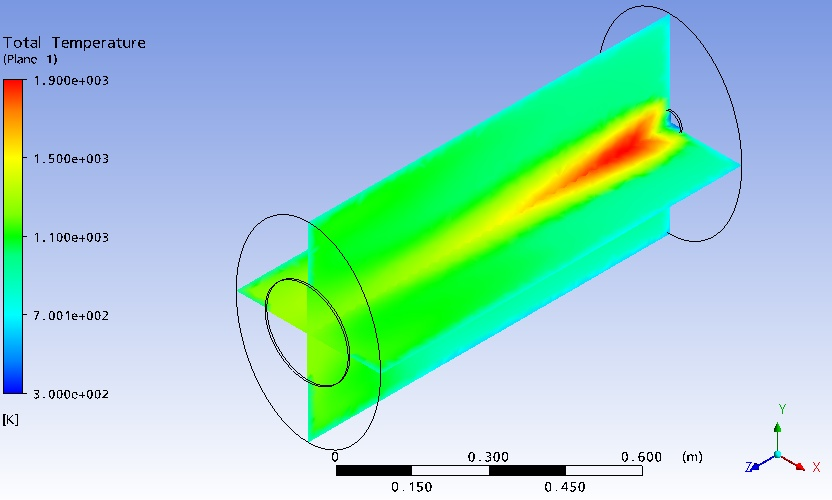 Total Temperature
(Plane 1)
1.900e+003
1.500e+003
1.100e+003
7.001e+002
3.000e+002
[K]
0 0.300 0.600 (m)
0.150 0.450
Y
Z X